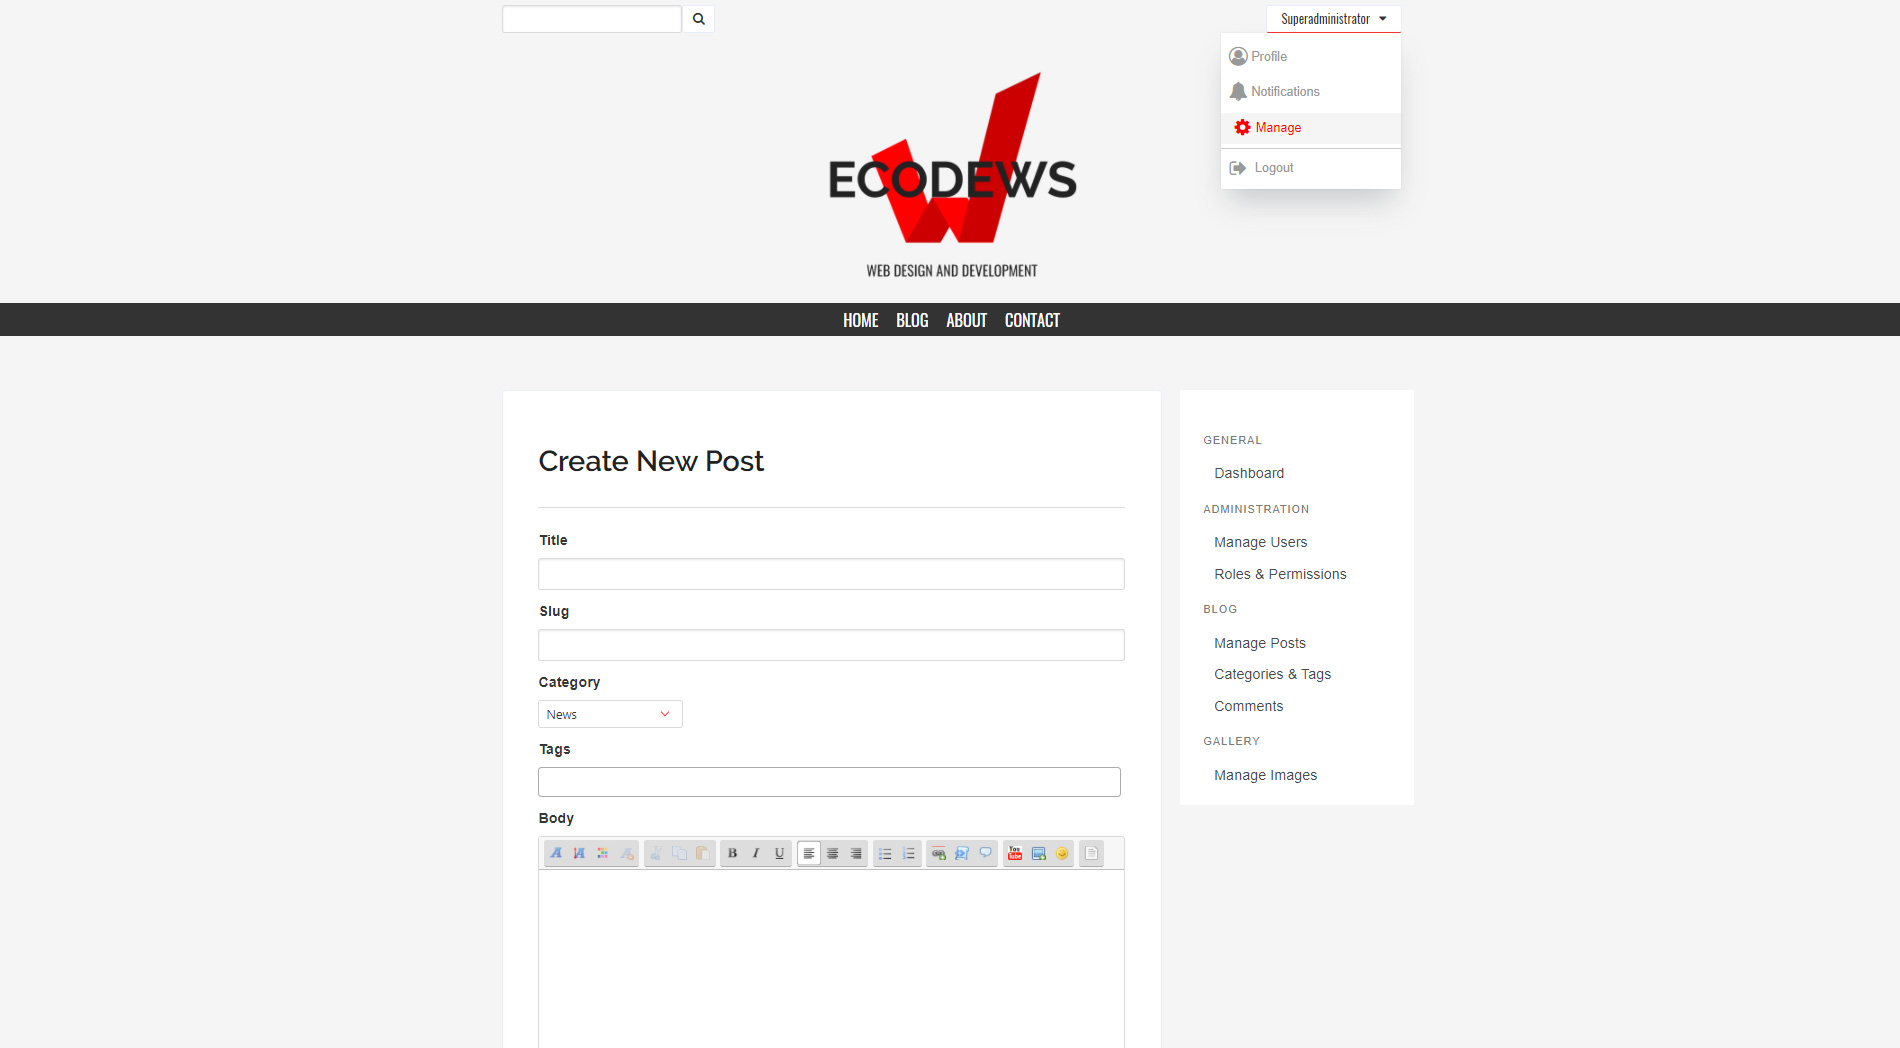 Superadministrator
Profile
Notifications
Manage
Logout
ECODEWS
WEB DESIGN AND DEVELOPMENT
HOME BLOG ABOUT CONTACT
Create New Post
Title
Slug
Category
News
Tags
Body
B I U
You Tube
GENERAL
Dashboard
ADMINISTRATION
Manage Users
Roles & Permissions
BLOG
Manage Posts
Categories & Tags
Comments
GALLERY
Manage Images